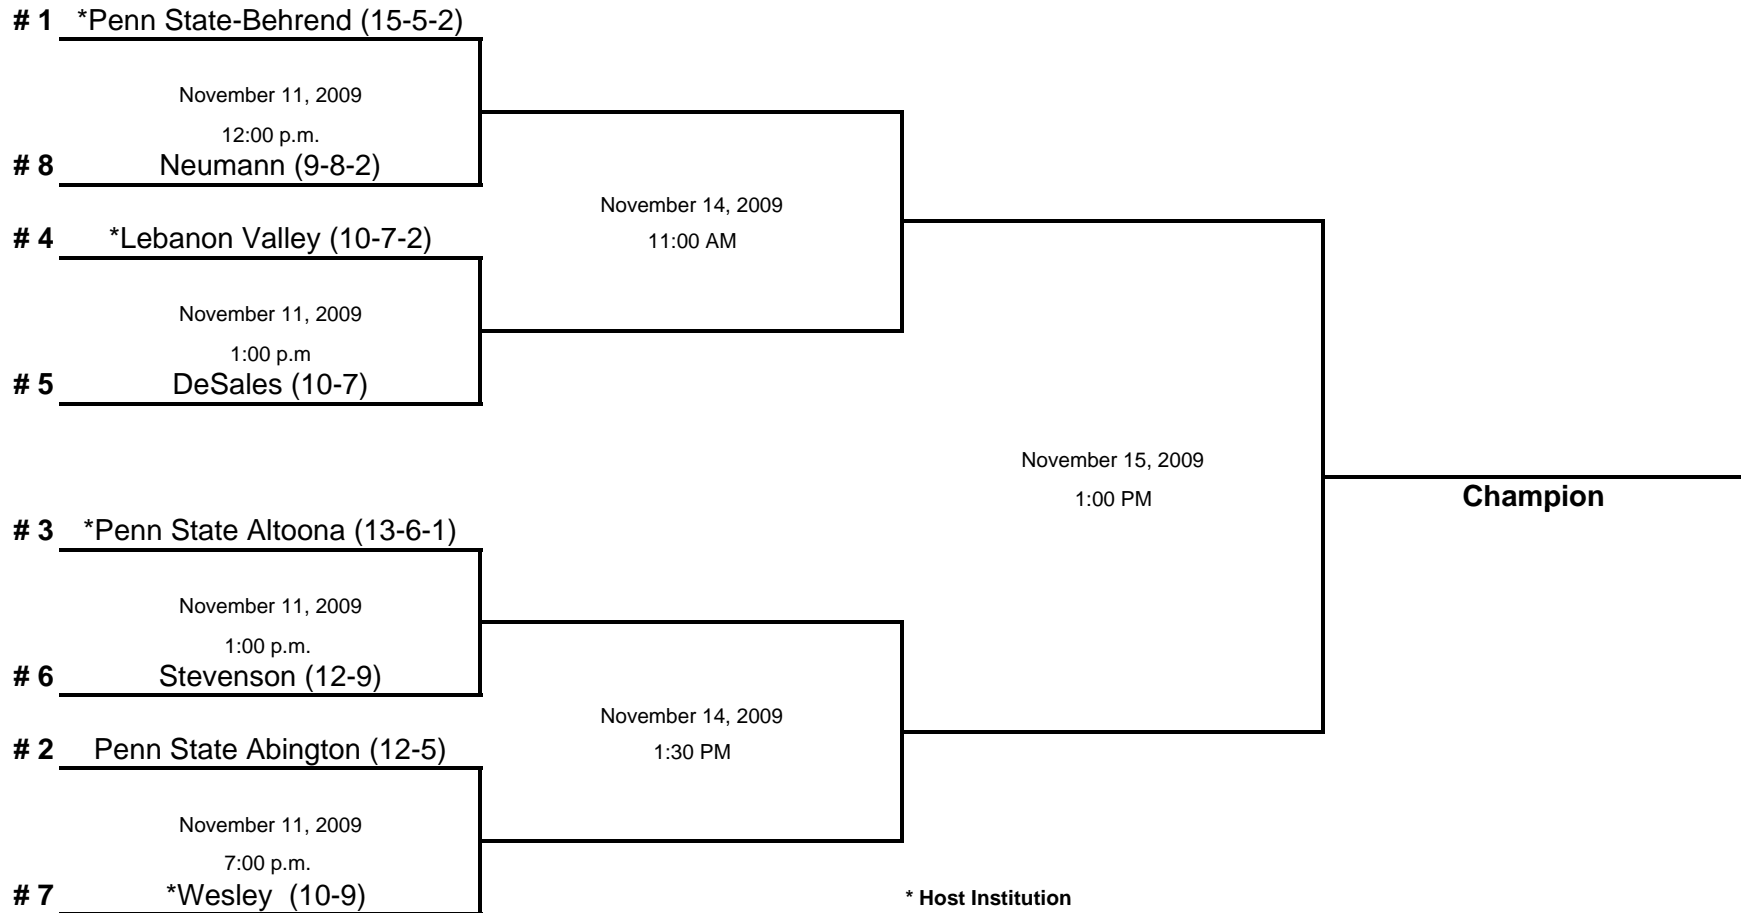 # 1 *Penn State-Behrend (15-5-2)
November 11, 2009
12:00 p.m.
# 8 Neumann (9-8-2)
November 14, 2009
11:00 AM
# 4 *Lebanon Valley (10-7-2)
November 11, 2009
1:00 p.m
# 5 DeSales (10-7)
November 15, 2009
1:00 PM
Champion
# 3 *Penn State Altoona (13-6-1)
November 11, 2009
1:00 p.m.
# 6 Stevenson (12-9)
November 14, 2009
1:30 PM
# 2 Penn State Abington (12-5)
November 11, 2009
7:00 p.m.
# 7 *Wesley (10-9)
* Host Institution